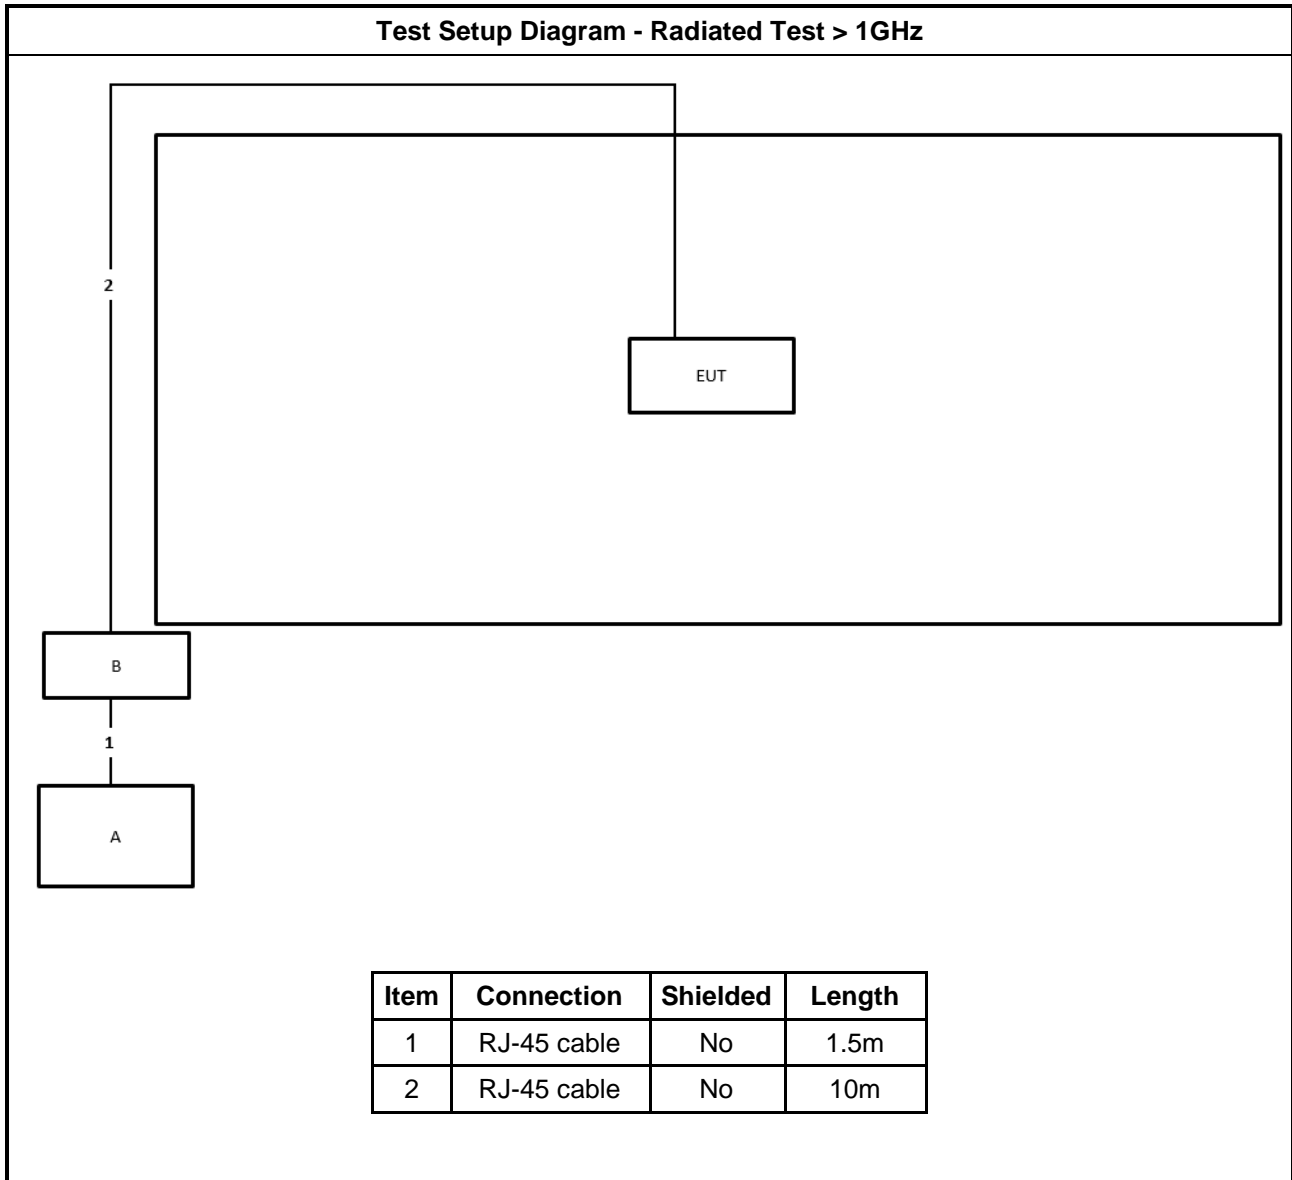 Test Setup Diagram - Radiated Test > 1GHz
2
EUT
B
1
A
Item Connection Shielded Length
1 RJ-45 cable No 1.5m
2 RJ-45 cable No 10m